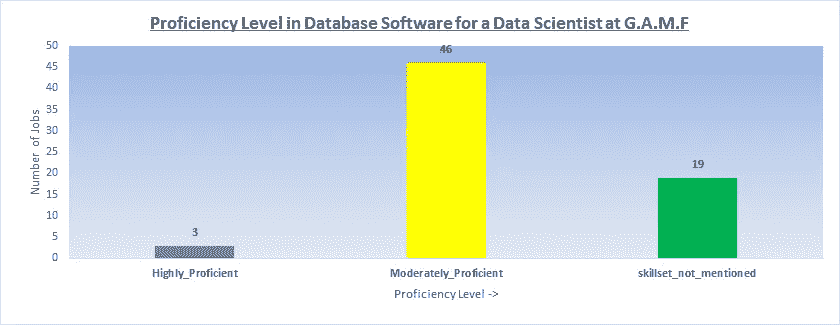 Proficiency Level in Database Software for a Data Scientist at G.A.M.F
50
45
40
35
30
25
20
15
10
5
0
Number of Jobs
3
46
19
Highly_Proficient
Moderately_Proficient
skillset_not_mentioned
Proficiency Level ->